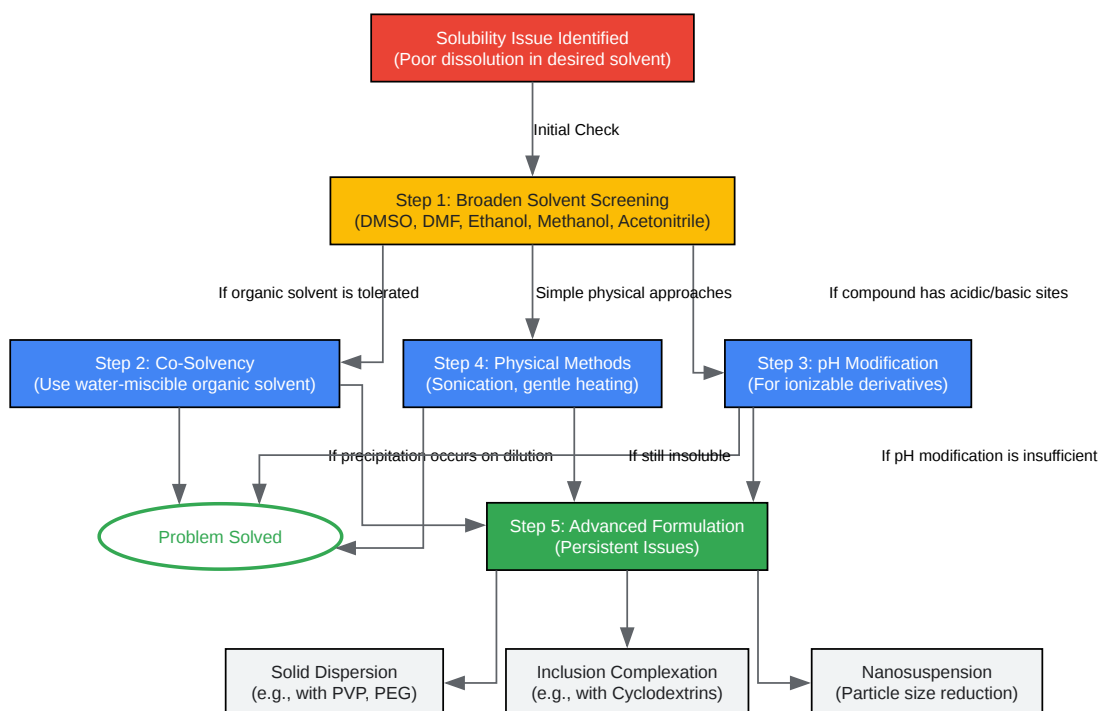 Solubility Issue Identified
(Poor dissolution in desired solvent)
Initial Check
Step 1: Broaden Solvent Screening
(DMSO, DMF, Ethanol, Methanol, Acetonitrile)
If organic solvent is tolerated
Simple physical approaches
If compound has acidic/basic sites
Step 2: Co-Solvency
(Use water-miscible organic solvent)
Step 4: Physical Methods
(Sonication, gentle heating)
Step 3: pH Modification
(For ionizable derivatives)
If precipitation occurs on dilution
If still insoluble
If pH modification is insufficient
Problem Solved
Step 5: Advanced Formulation
(Persistent Issues)
Solid Dispersion
(e.g., with PVP, PEG)
Inclusion Complexation
(e.g., with Cyclodextrins)
Nanosuspension
(Particle size reduction)